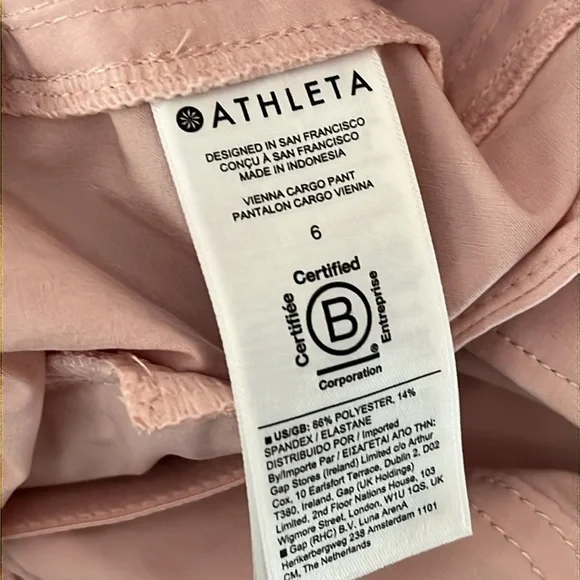 ATHLETA
DESIGNED IN SAN FRANCISCO
CONÇU À SAN FRANCISCO
MADE IN INDONESIA
VIENNA CARGO PANT
PANTALON CARGO VIENNA
6
Certified
Certifiée
B
Entreprise
®
Corporation
■ US/GB: 86% POLYESTER, 14%
SPANDEX / ELASTANE
DISTRIBUIDO POR / Imported
By/Importe Par / ΕΙΣΑΓΕΤΑΙ ΑΠΟ ΤΗΝ:
Gap Stores (Ireland) Limited c/o Arthur
Cox, 10 Earlsfort Terrace, Dublin 2, D02
T380, Ireland, Gap (UK Holdings)
Limited, 2nd Floor Nations House, 103
Wigmore Street, London, W1U 1QS, UK
■ Gap (RHC) B.V. Luna ArenA
Herikerbergweg 238 Amsterdam 1101
CM, The Netherlands